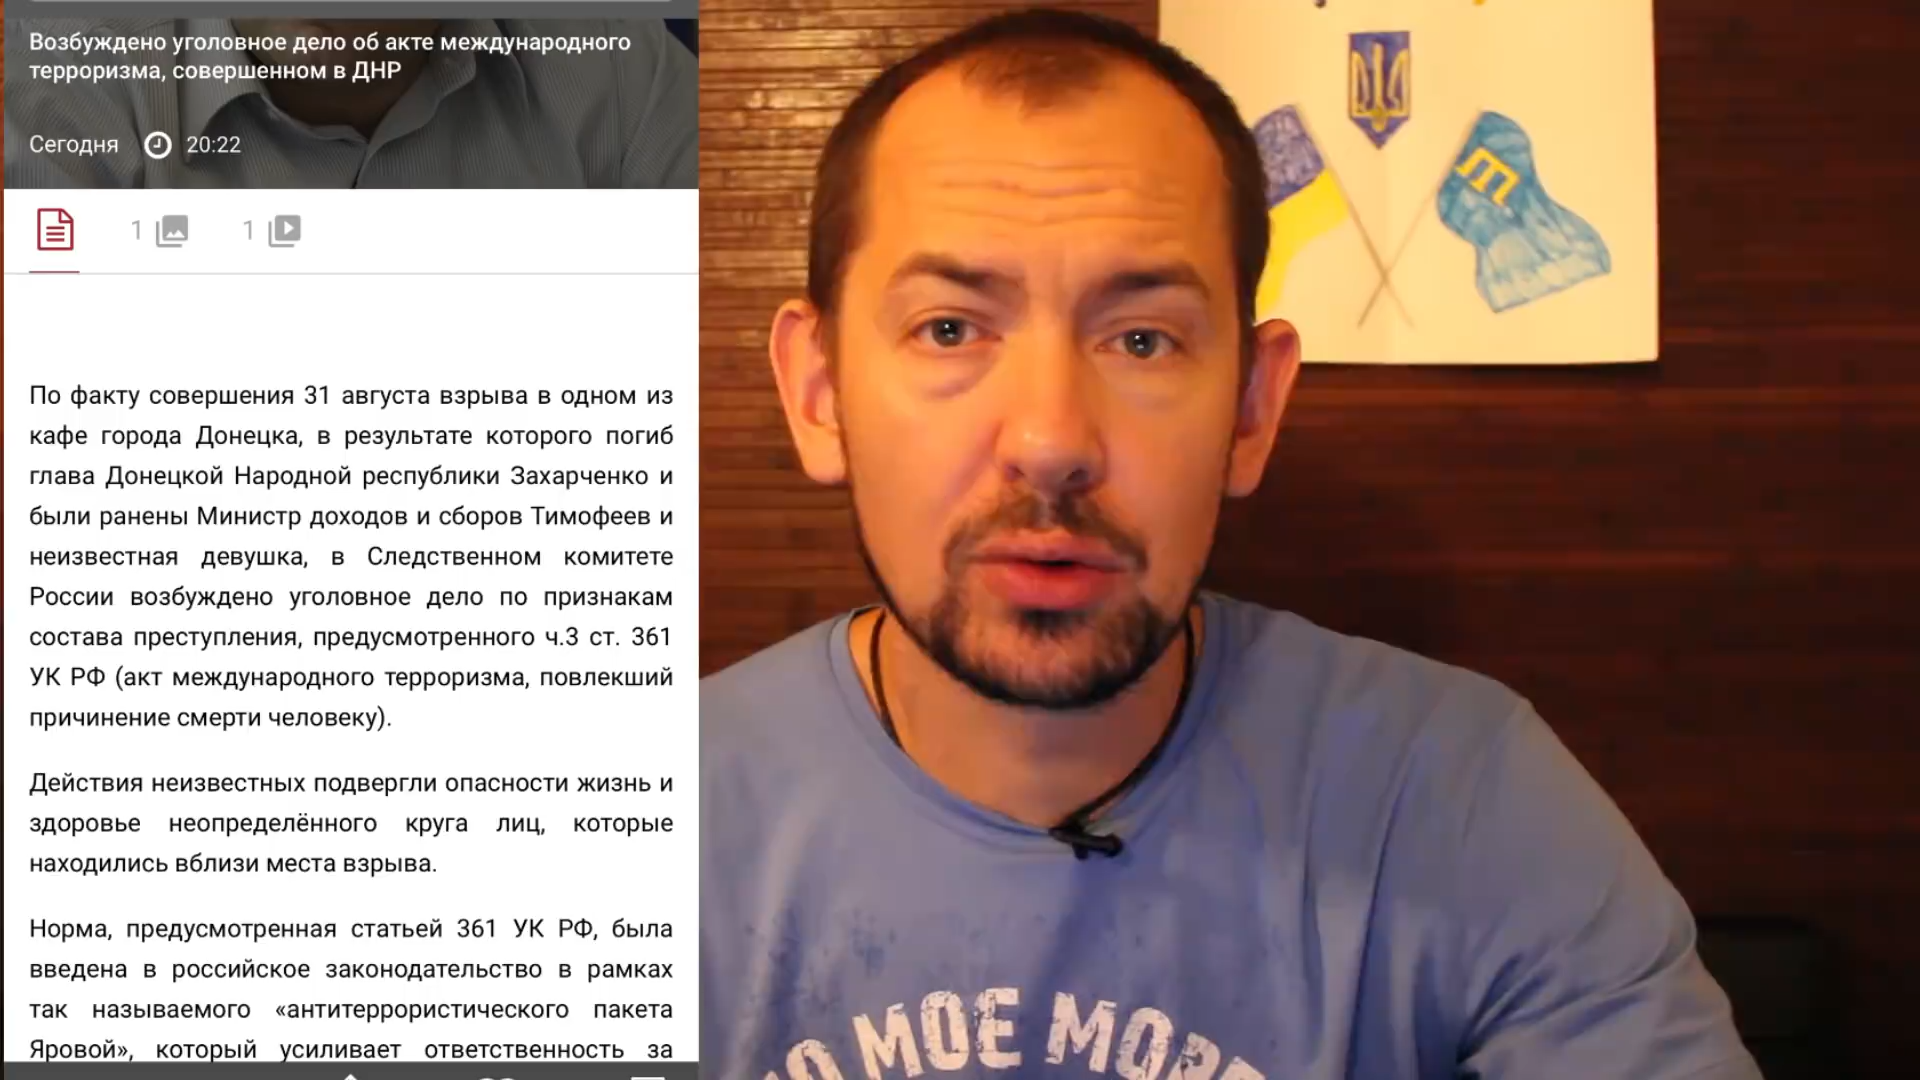 Возбуждено уголовное дело об акте международного
терроризма, совершенном в ДНР
Сегодня 20:22
1 1
По факту совершения 31 августа взрыва в одном из
кафе города Донецка, в результате которого погиб
глава Донецкой Народной республики Захарченко и
были ранены Министр доходов и сборов Тимофеев и
неизвестная девушка, в Следственном комитете
России возбуждено уголовное дело по признакам
состава преступления, предусмотренного ч.3 ст. 361
УК РФ (акт международного терроризма, повлекший
причинение смерти человеку).
Действия неизвестных подвергли опасности жизнь и
здоровье неопределённого круга лиц, которые
находились вблизи места взрыва.
Норма, предусмотренная статьей 361 УК РФ, была
введена в российское законодательство в рамках
так называемого «антитеррористического пакета
Яровой», который усиливает ответственность за
МОЕ